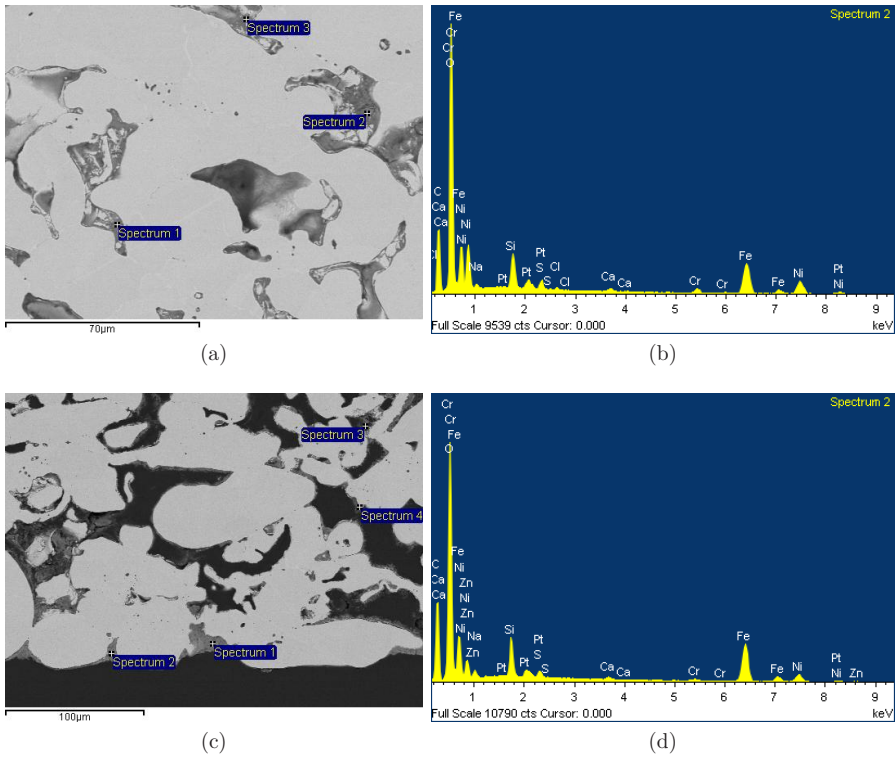 Spectrum 3
Spectrum 2
Spectrum 1
70µm
(a)
Spectrum 2
Fe
Cr
Cr
O
C
Fe
Ca
Ni
Ca
Ni
Ni
Cl
Na
Si
Pt
Pt
Pt
S
S
Cl
Cl
Ca
Ca
Cr
Cr
Fe
Fe
Ni
Pt
Ni
1 2 3 4 5 6 7 8 9
Full Scale 9539 cts Cursor: 0.000 keV
(b)
Spectrum 3
Spectrum 4
Spectrum 1
Spectrum 2
100µm
(c)
Spectrum 2
Cr
Cr
Fe
O
C
Fe
Ca
Ni
Ca
Zn
Ni
Zn
Ni
Na
Zn
Si
Pt
Pt
Pt
S
S
Ca
Ca
Cr
Cr
Fe
Fe
Ni
Pt
Ni Zn
1 2 3 4 5 6 7 8 9
Full Scale 10790 cts Cursor: 0.000 keV
(d)